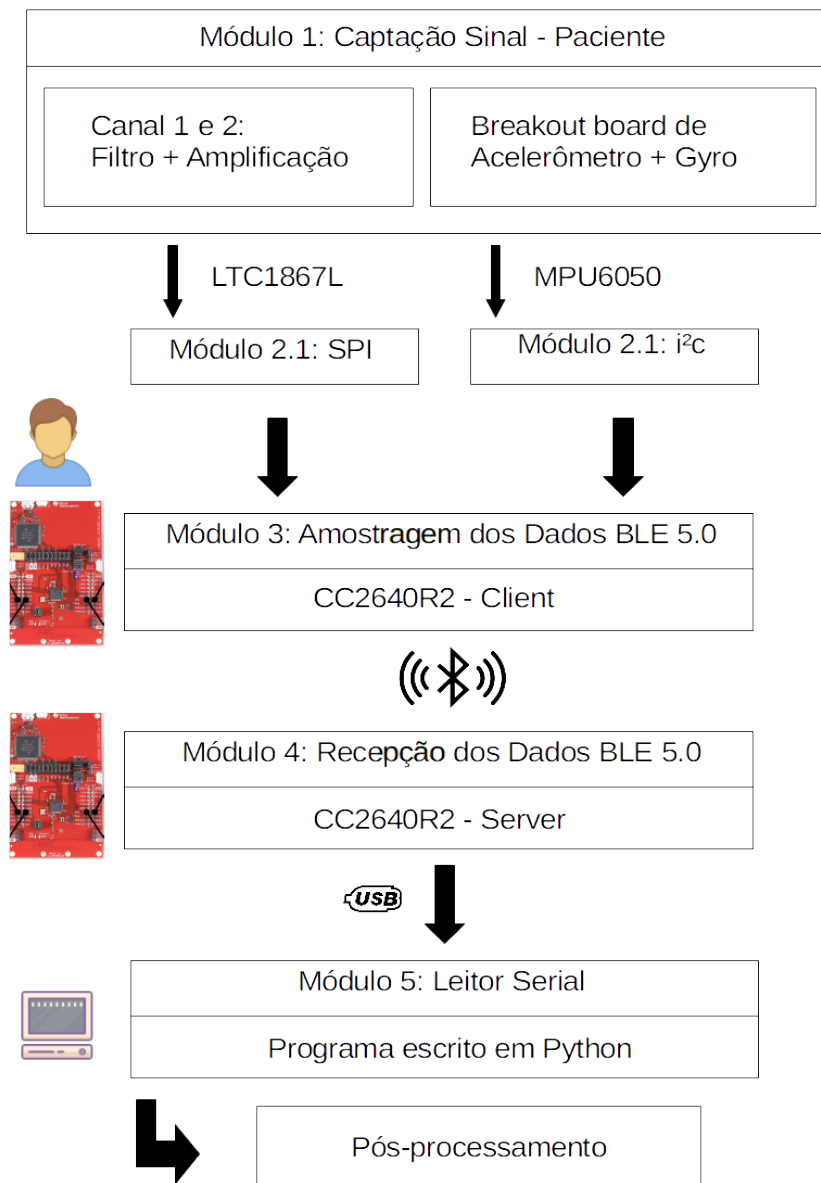 Módulo 1: Captação Sinal - Paciente
Canal 1 e 2:
Filtro + Amplificação
Breakout board de
Acelerômetro + Gyro
LTC1867L
MPU6050
Módulo 2.1: SPI
Módulo 2.1: i²c
Módulo 3: Amostragem dos Dados BLE 5.0
CC2640R2 - Client
Módulo 4: Recepção dos Dados BLE 5.0
CC2640R2 - Server
USB
Módulo 5: Leitor Serial
Programa escrito em Python
Pós-processamento